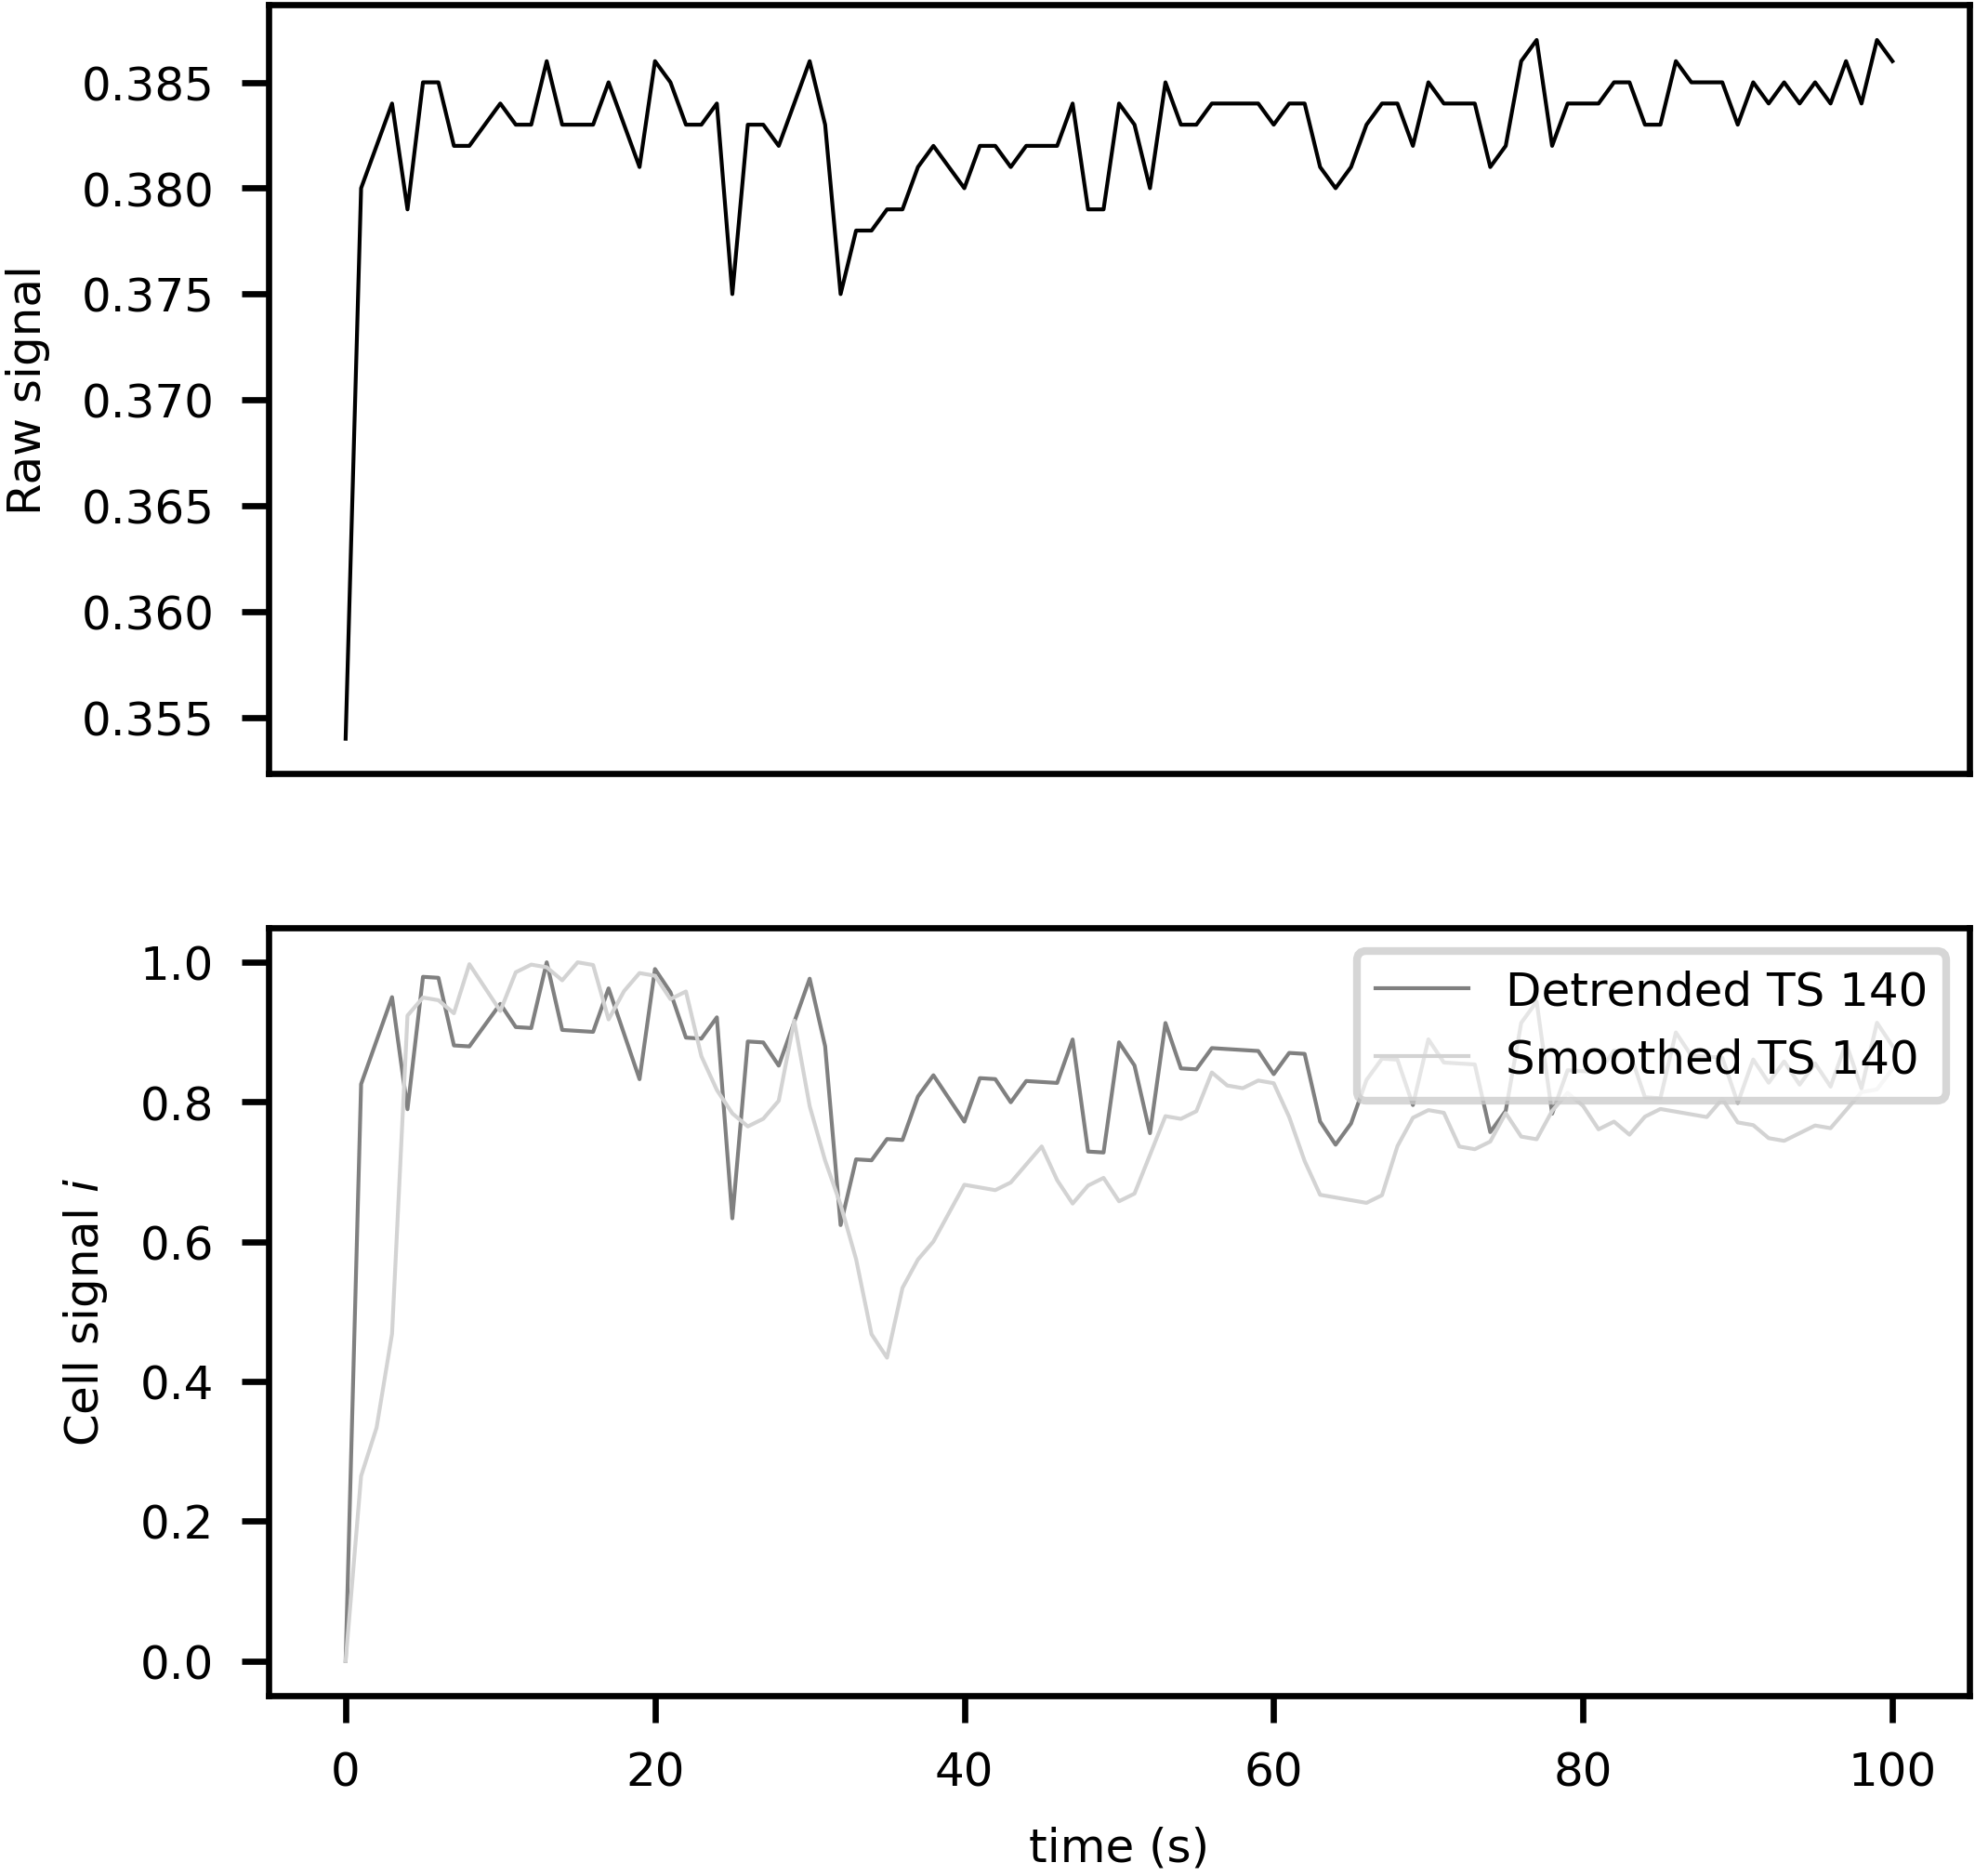 Raw signal
0.385
0.380
0.375
0.370
0.365
0.360
0.355
Cell signal i
1.0
0.8
0.6
0.4
0.2
0.0
Detrended TS 140
Smoothed TS 140
0 20 40 60 80 100
time (s)